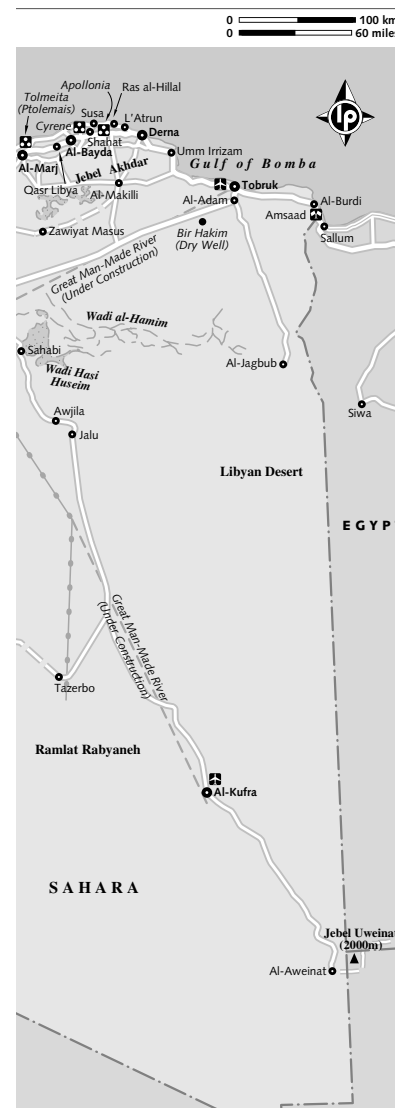 0 100 km
0 60 miles
Apollonia
Ras al-Hillal
Tolmeita
(Ptolemais)
Susa
L'Atrun
Cyrene
Shahat
Derna
Al-Bayda
Umm Irrizam
Gulf of Bomba
Al-Marj
Jebel Akhdar
Qasr Libya
Al-Makilli
Tobruk
Al-Adam
Al-Burdi
Amsaad
Sallum
Zawiyat Masus
Bir Hakim
(Dry Well)
Great Man-Made River
(Under Construction)
Wadi al-Hamim
Sahabi
Wadi Hasi
Huseim
Al-Jagbub
Awjila
Siwa
Jalu
Libyan Desert
EGYP
Great Man-Made River
(Under Construction)
Tazerbo
Ramlat Rabyaneh
Al-Kufra
SAHARA
Jebel Uweinat
(2000m)
Al-Aweinat
lp